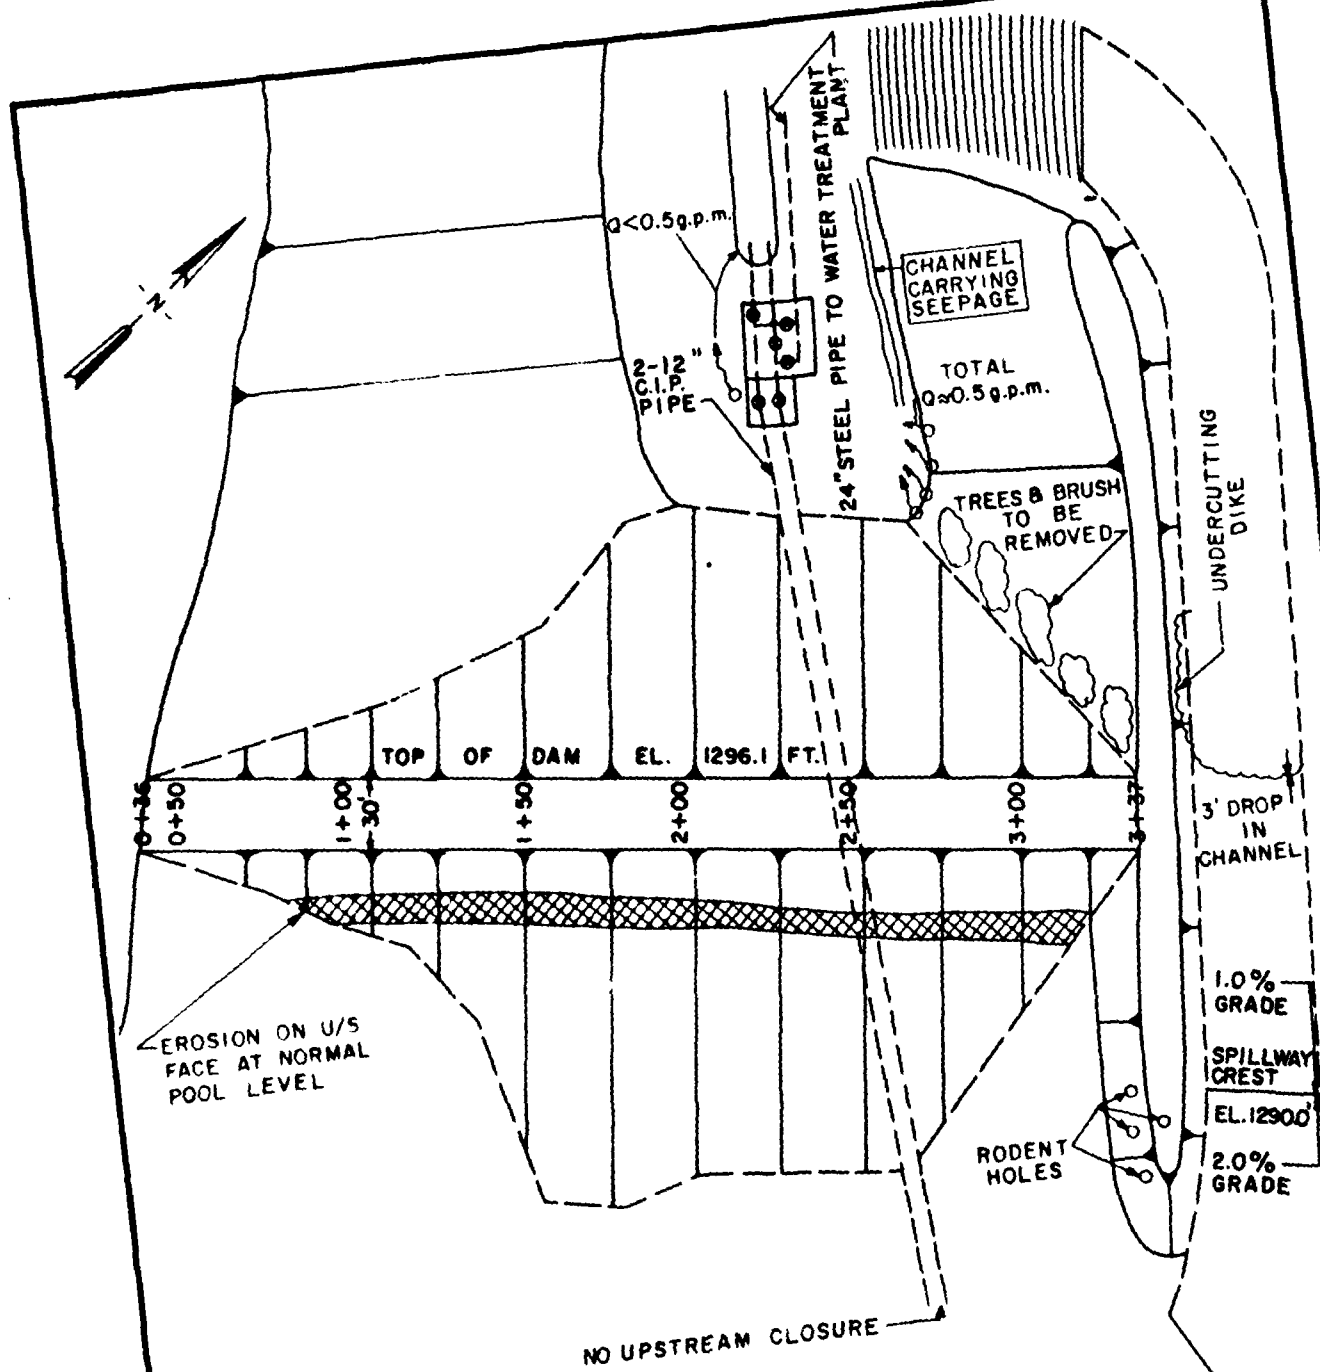 24" STEEL PIPE TO WATER TREATMENT
PLANT
N
Q<0.5g.p.m.
CHANNEL
CARRYING
SEEPAGE
2-12"
C.I.P.
PIPE
TOTAL
Q≈0.5g.p.m.
UNDERCUTTING
DIKE
TREES & BRUSH
TO BE
REMOVED
TOP OF DAM EL. 1296.1 FT.
0+36
0+50
1+00
30'
1+50
2+00
2+50
3+00
3+37
3' DROP
IN
CHANNEL
1.0%
GRADE
EROSION ON U/S
FACE AT NORMAL
POOL LEVEL
SPILLWAY
CREST
EL.1290.0'
RODENT
HOLES
2.0%
GRADE
NO UPSTREAM CLOSURE